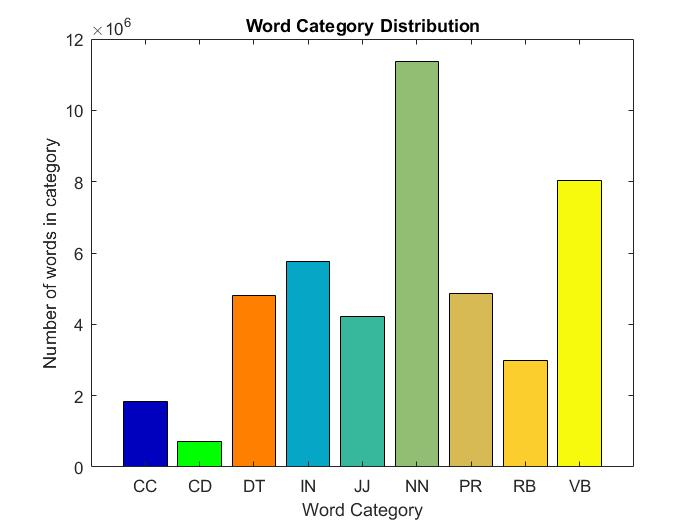 Word Category Distribution
×10^6
12
10
8
6
4
2
0
Number of words in category
CC CD DT IN JJ NN PR RB VB
Word Category